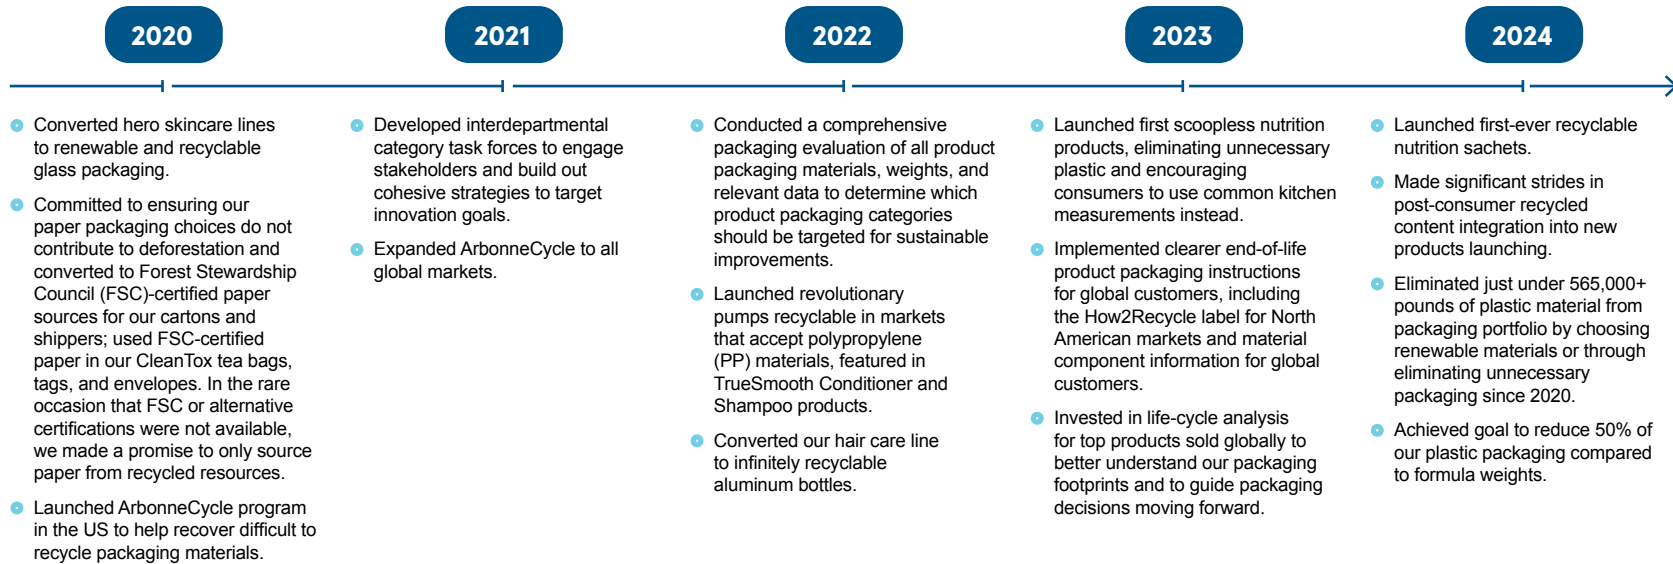 2020
Converted hero skincare lines
to renewable and recyclable
glass packaging.
Committed to ensuring our
paper packaging choices do not
contribute to deforestation and
converted to Forest Stewardship
Council (FSC)-certified paper
sources for our cartons and
shippers; used FSC-certified
paper in our CleanTox tea bags,
tags, and envelopes. In the rare
occasion that FSC or alternative
certifications were not available,
we made a promise to only source
paper from recycled resources.
Launched ArbonneCycle program
in the US to help recover difficult to
recycle packaging materials.
2021
Developed interdepartmental
category task forces to engage
stakeholders and build out
cohesive strategies to target
innovation goals.
Expanded ArbonneCycle to all
global markets.
2022
Conducted a comprehensive
packaging evaluation of all product
packaging materials, weights, and
relevant data to determine which
product packaging categories
should be targeted for sustainable
improvements.
Launched revolutionary
pumps recyclable in markets
that accept polypropylene
(PP) materials, featured in
TrueSmooth Conditioner and
Shampoo products.
Converted our hair care line
to infinitely recyclable
aluminum bottles.
2023
Launched first scoopless nutrition
products, eliminating unnecessary
plastic and encouraging
consumers to use common kitchen
measurements instead.
Implemented clearer end-of-life
product packaging instructions
for global customers, including
the How2Recycle label for North
American markets and material
component information for global
customers.
Invested in life-cycle analysis
for top products sold globally to
better understand our packaging
footprints and to guide packaging
decisions moving forward.
2024
Launched first-ever recyclable
nutrition sachets.
Made significant strides in
post-consumer recycled
content integration into new
products launching.
Eliminated just under 565,000+
pounds of plastic material from
packaging portfolio by choosing
renewable materials or through
eliminating unnecessary
packaging since 2020.
Achieved goal to reduce 50% of
our plastic packaging compared
to formula weights.